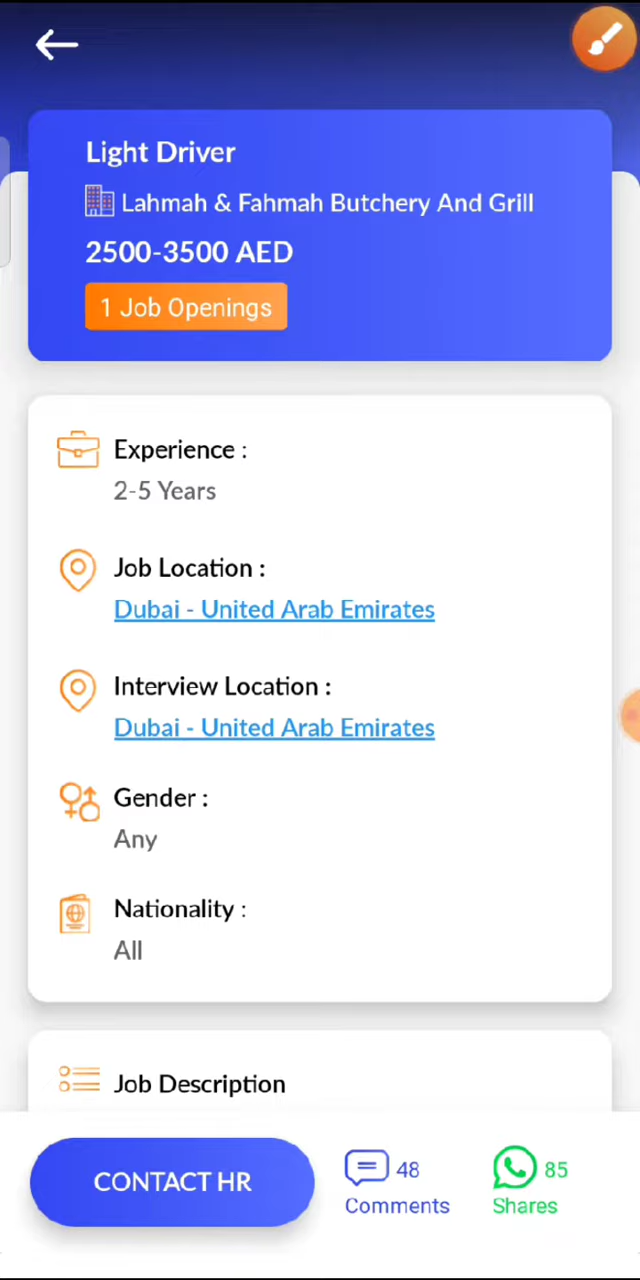 Light Driver
Lahmah & Fahmah Butchery And Grill
2500-3500 AED
1 Job Openings
Experience :
2-5 Years
Job Location :
Dubai - United Arab Emirates
Interview Location :
Dubai - United Arab Emirates
Gender :
Any
Nationality :
All
Job Description
CONTACT HR
48
Comments
85
Shares